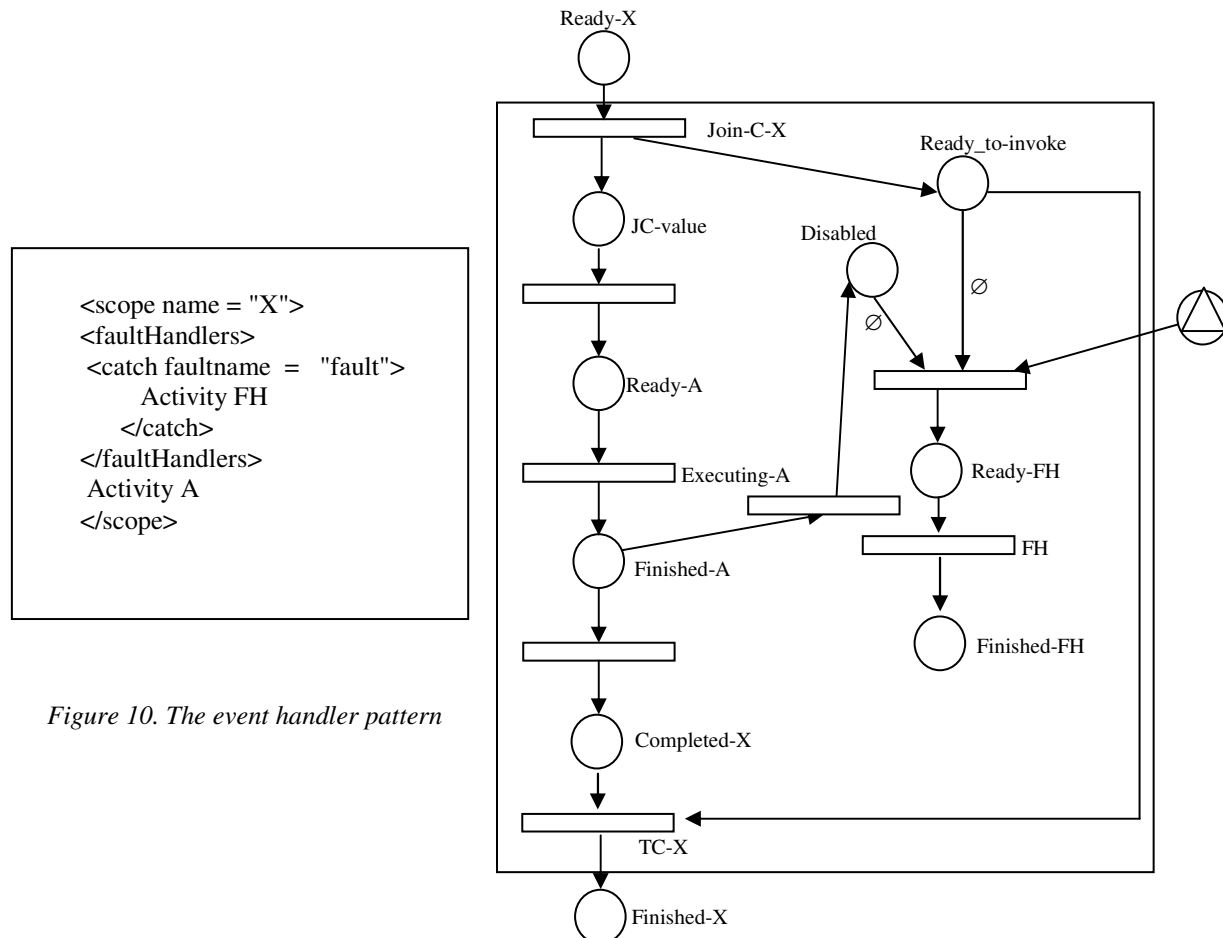 Ready-X
Join-C-X
Ready_to-invoke
JC-value
Disabled
∅
∅
<scope name = "X">
<faultHandlers>
<catch faultname = "fault">
Activity FH
</catch>
</faultHandlers>
Activity A
</scope>
Ready-A
Executing-A
Ready-FH
FH
Finished-A
Finished-FH
Figure 10. The event handler pattern
Completed-X
TC-X
Finished-X